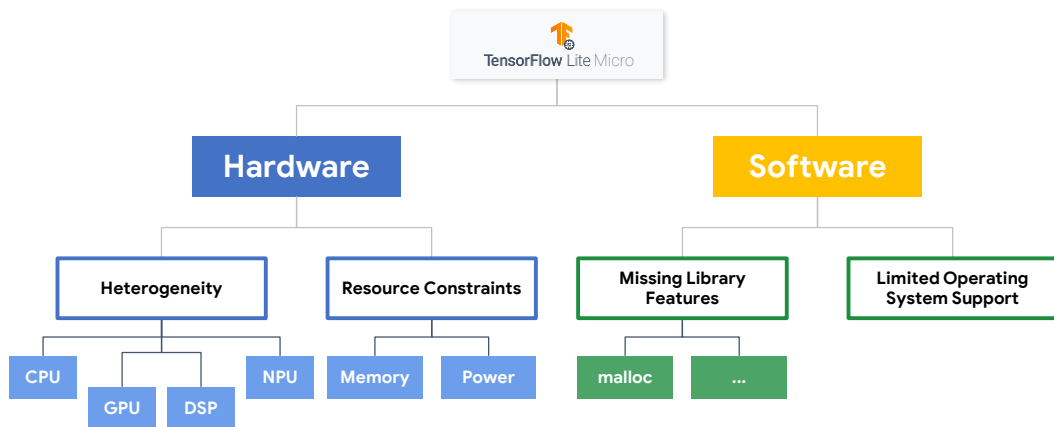 TensorFlow Lite Micro
Hardware
Software
Heterogeneity
Resource Constraints
Missing Library
Features
Limited Operating
System Support
CPU
GPU
DSP
NPU
Memory
Power
malloc
...